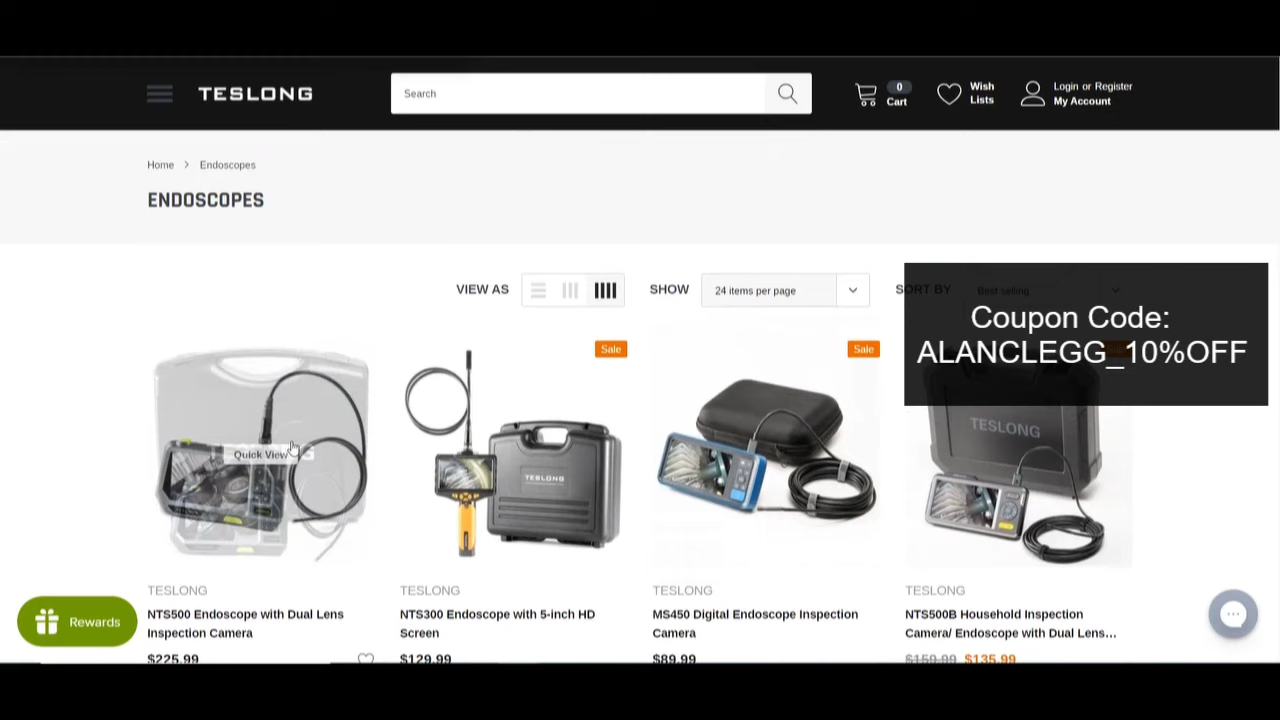 TESLONG
Search
0
Cart
Wish
Lists
Login or Register
My Account
Home > Endoscopes
ENDOSCOPES
VIEW AS
SHOW
24 items per page
SORT BY
Best selling
Coupon Code:
ALANCLEGG_10%OFF
Sale
Sale
Quick View
TESLONG
TESLONG
TESLONG
NTS500 Endoscope with Dual Lens
Inspection Camera
$225.99
TESLONG
NTS300 Endoscope with 5-inch HD
Screen
$129.99
TESLONG
MS450 Digital Endoscope Inspection
Camera
$89.99
TESLONG
NTS500B Household Inspection
Camera/ Endoscope with Dual Lens...
$159.99 $135.99
Rewards